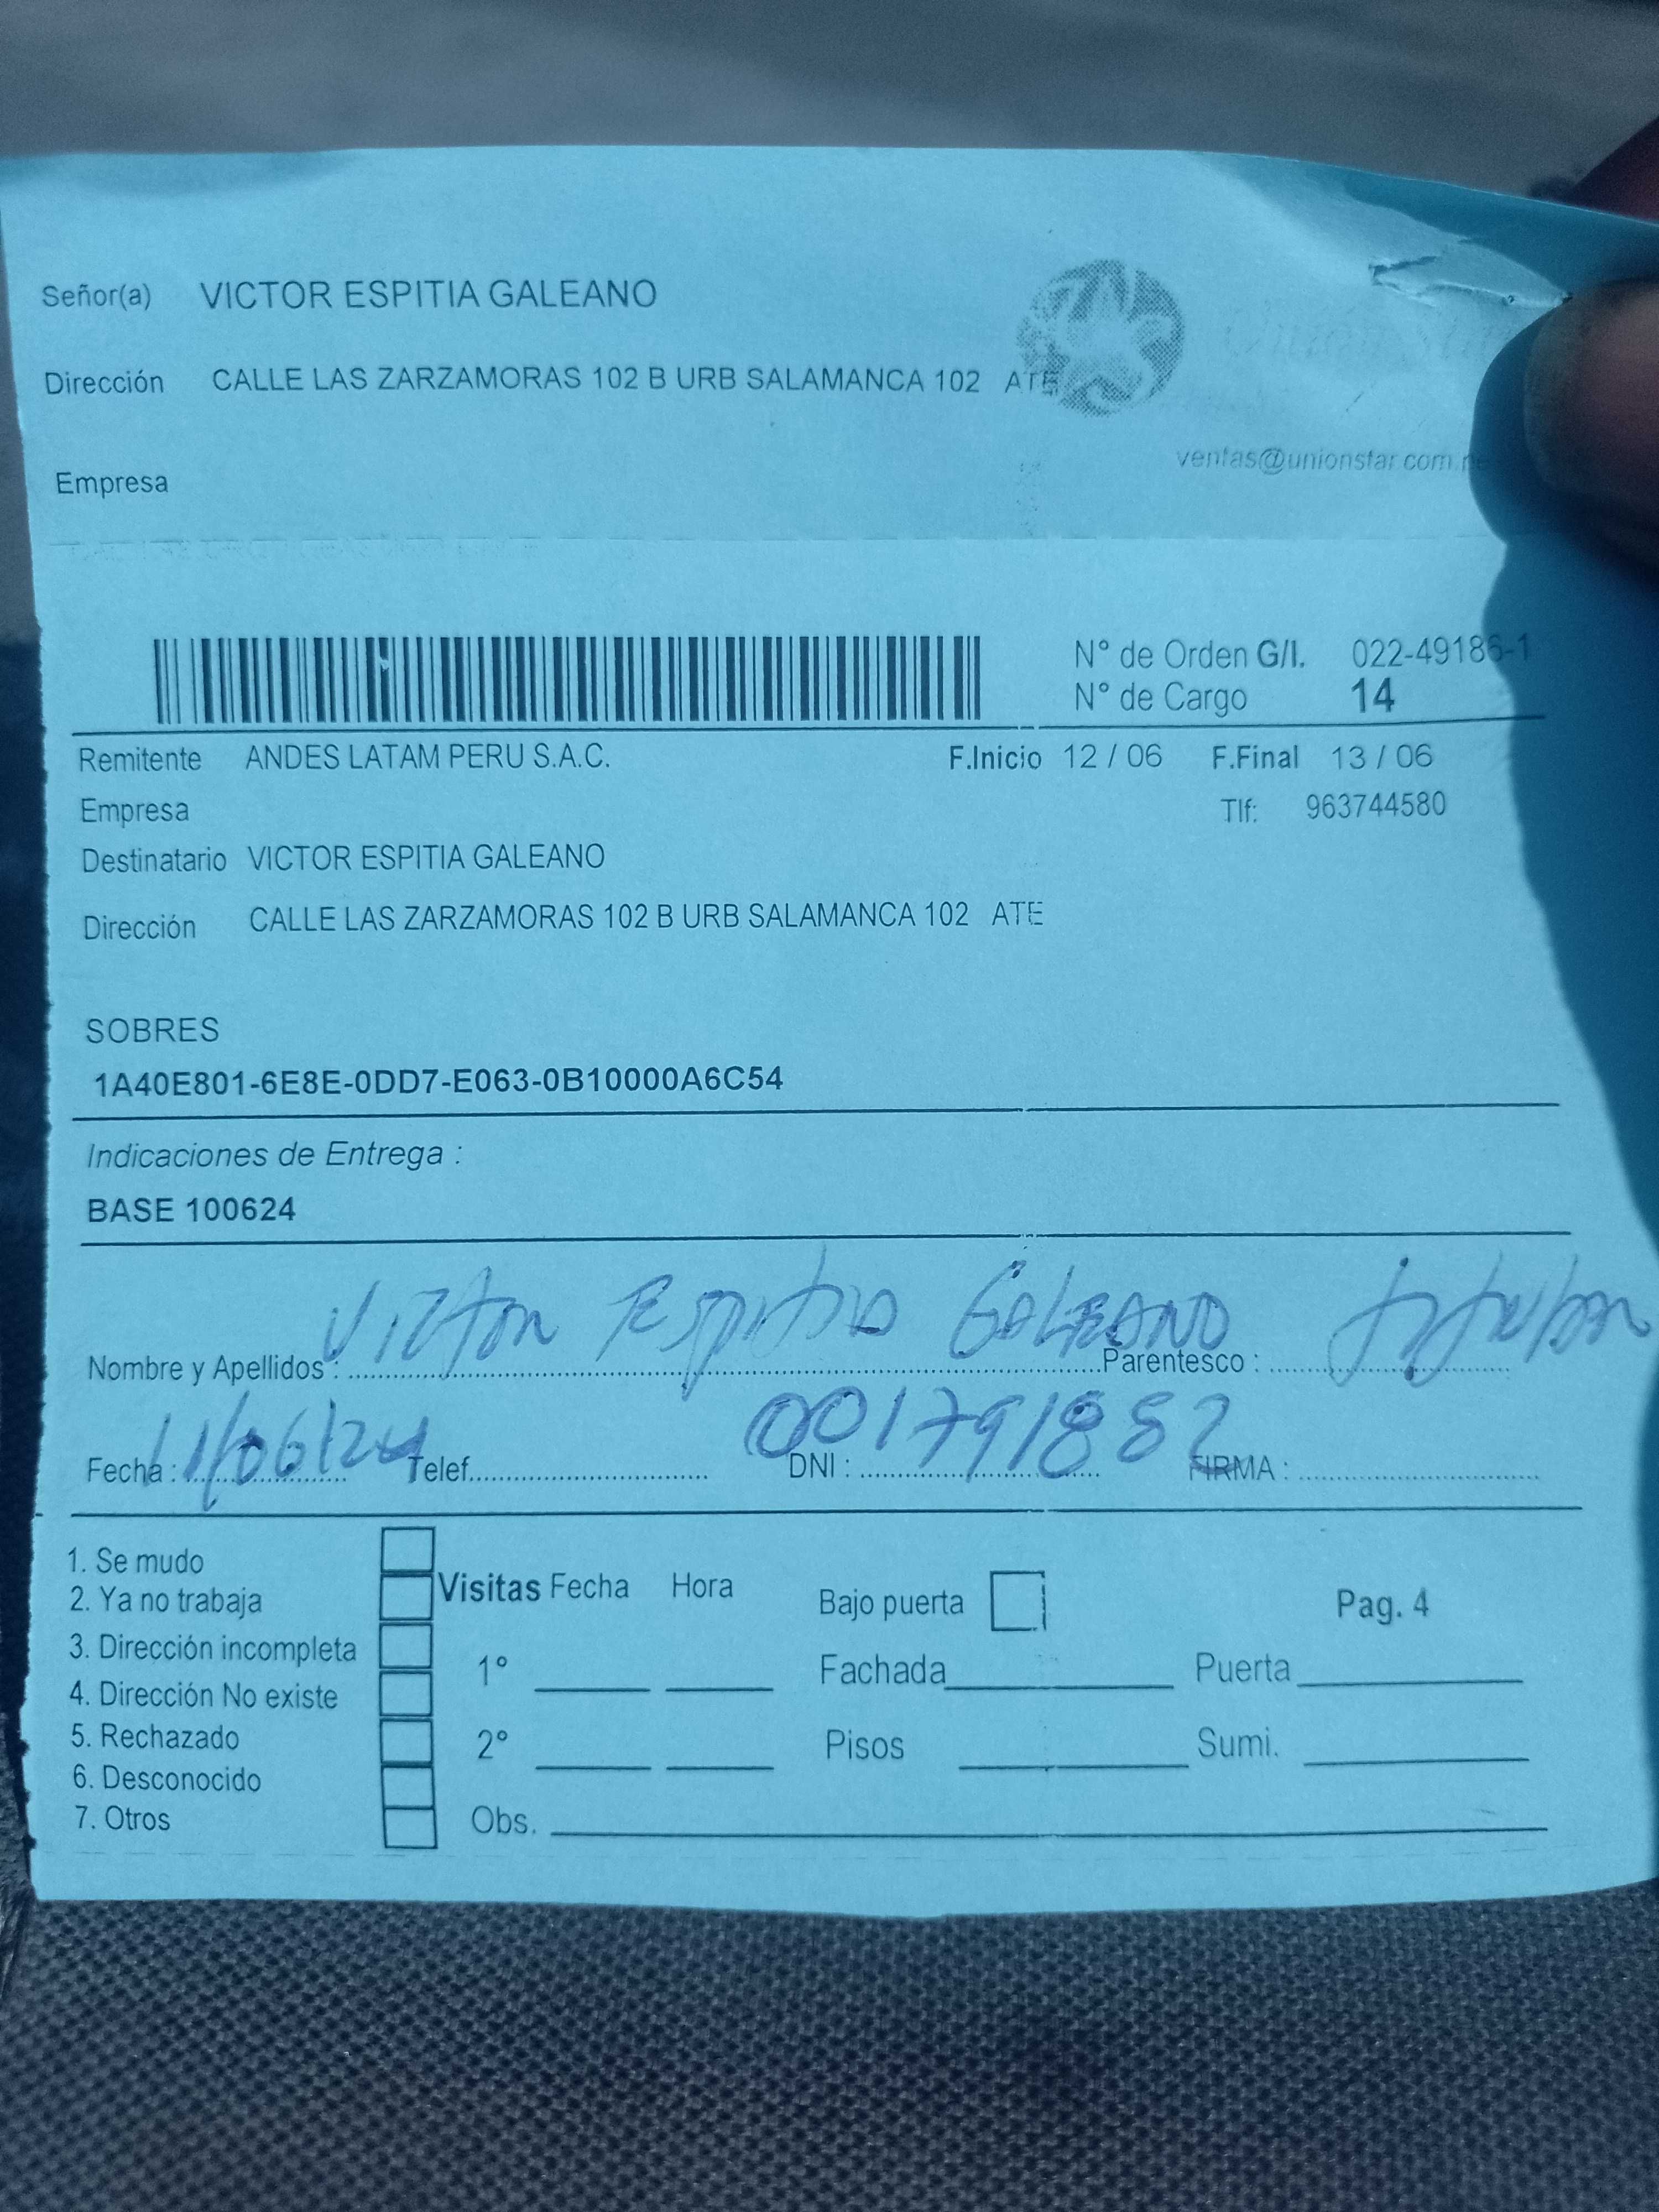 Señor(a) VICTOR ESPITIA GALEANO
Dirección CALLE LAS ZARZAMORAS 102 B URB SALAMANCA 102 ATE
ventas@unionstar.com.pe
Empresa
N° de Orden G/I. 022-49186-1
N° de Cargo 14
Remitente ANDES LATAM PERU S.A.C. F.Inicio 12 / 06 F.Final 13 / 06
Empresa Tlf: 963744580
Destinatario VICTOR ESPITIA GALEANO
Dirección CALLE LAS ZARZAMORAS 102 B URB SALAMANCA 102 ATE
SOBRES
1A40E801-6E8E-0DD7-E063-0B10000A6C54
Indicaciones de Entrega :
BASE 100624
Nombre y Apellidos : Victor Espitia GALEANO Parentesco : titular
Fecha : 11/06/24 Telef. DNI : 001791882 FIRMA :
1. Se mudo
2. Ya no trabaja
3. Dirección incompleta
4. Dirección No existe
5. Rechazado
6. Desconocido
7. Otros
Visitas Fecha Hora Bajo puerta Pag. 4
1° Fachada Puerta
2° Pisos Sumi.
Obs.